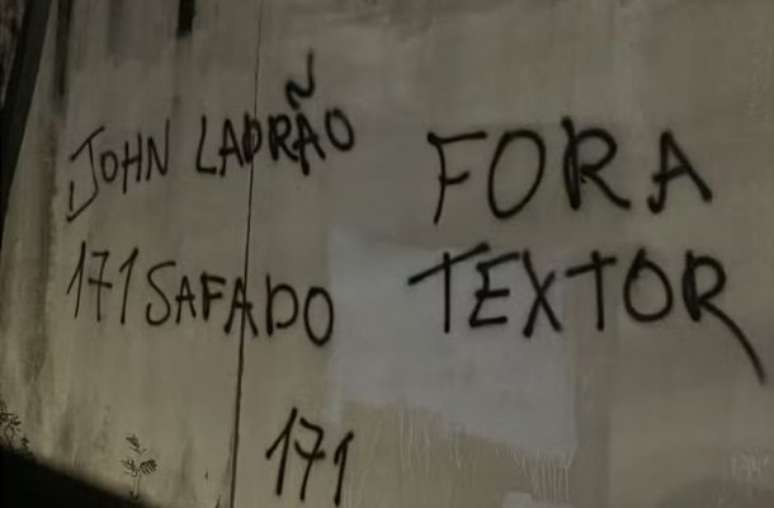 JOHN LADRÃO
171 SAFADO
171
FORA
TEXTOR